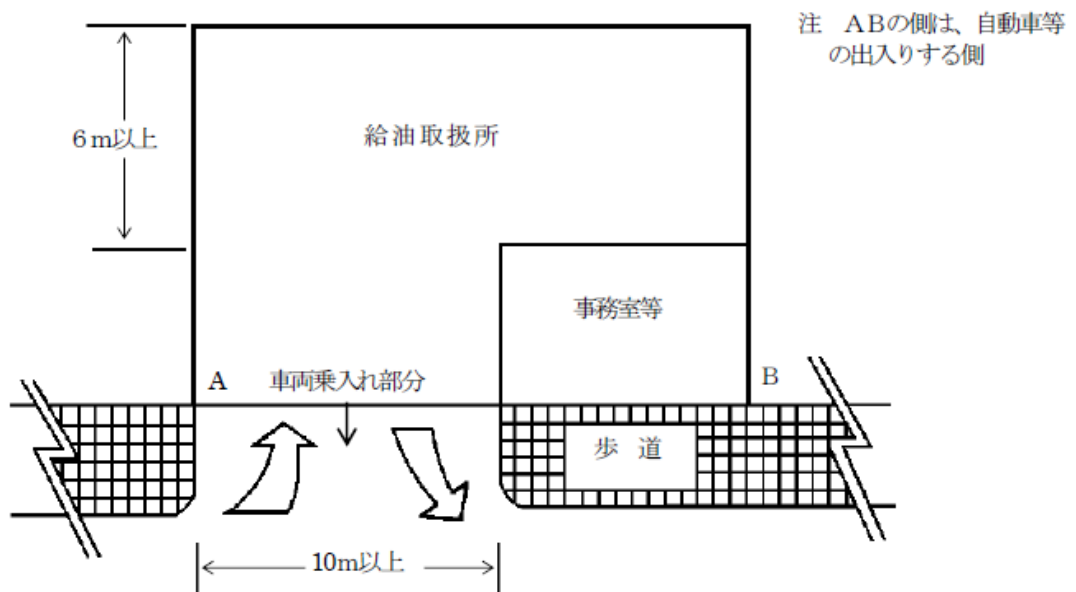 注 ABの側は、自動車等
の出入りする側
6m以上
給油取扱所
事務室等
A
車両乗入れ部分
B
歩道
10m以上